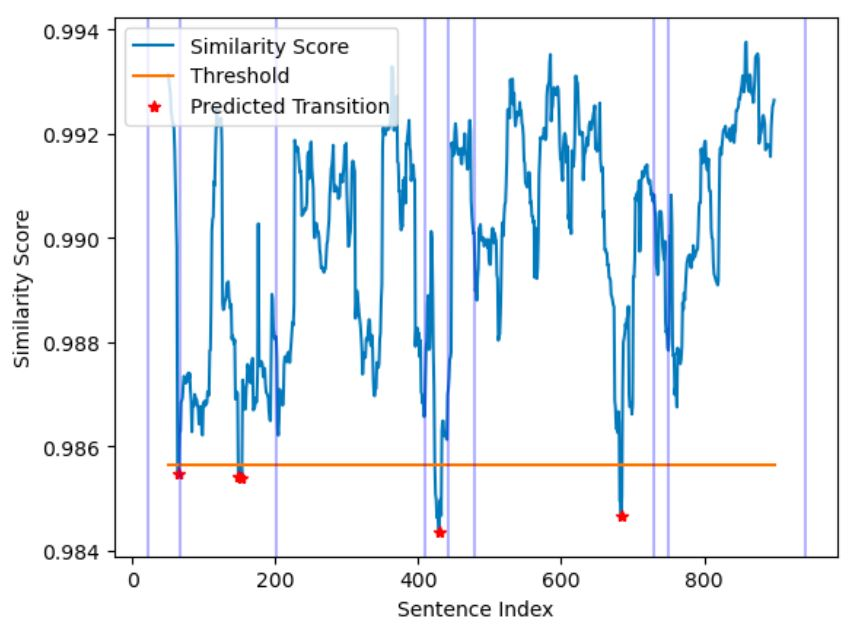 0.994
0.992
0.990
0.988
0.986
0.984
Similarity Score
Similarity Score
Threshold
Predicted Transition
0 200 400 600 800
Sentence Index